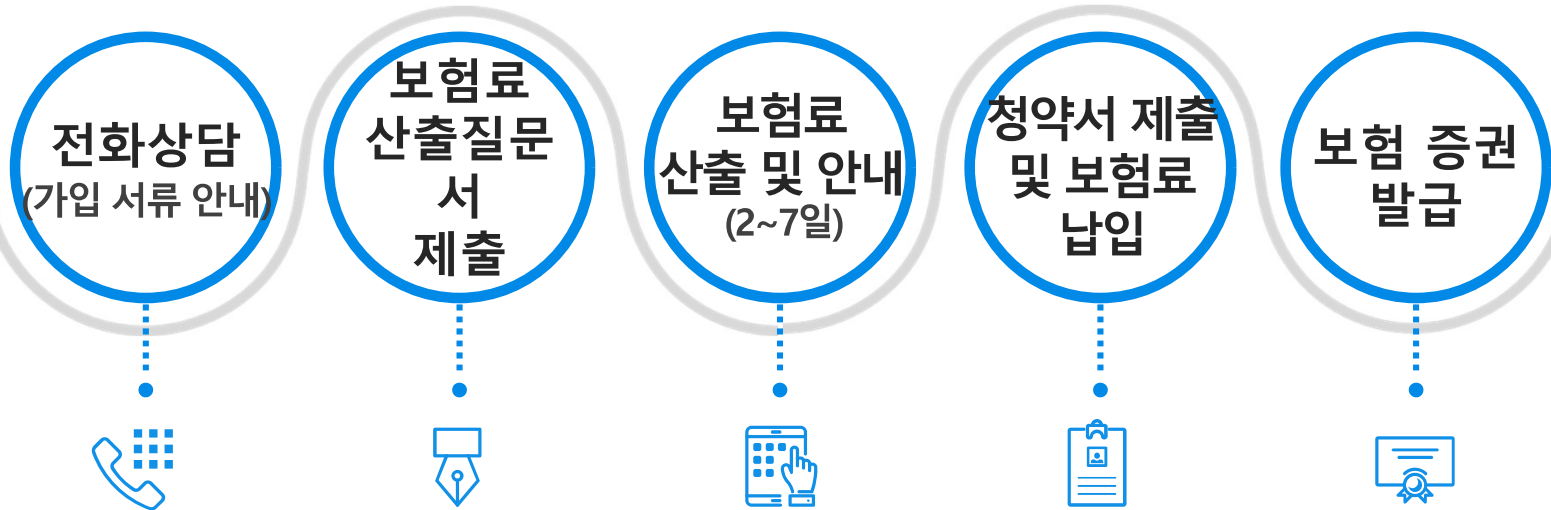 전화상담
(가입 서류 안내)
보험료
산출질문
서
제출
보험료
산출 및 안내
(2~7일)
청약서 제출
및 보험료
납입
보험 증권
발급